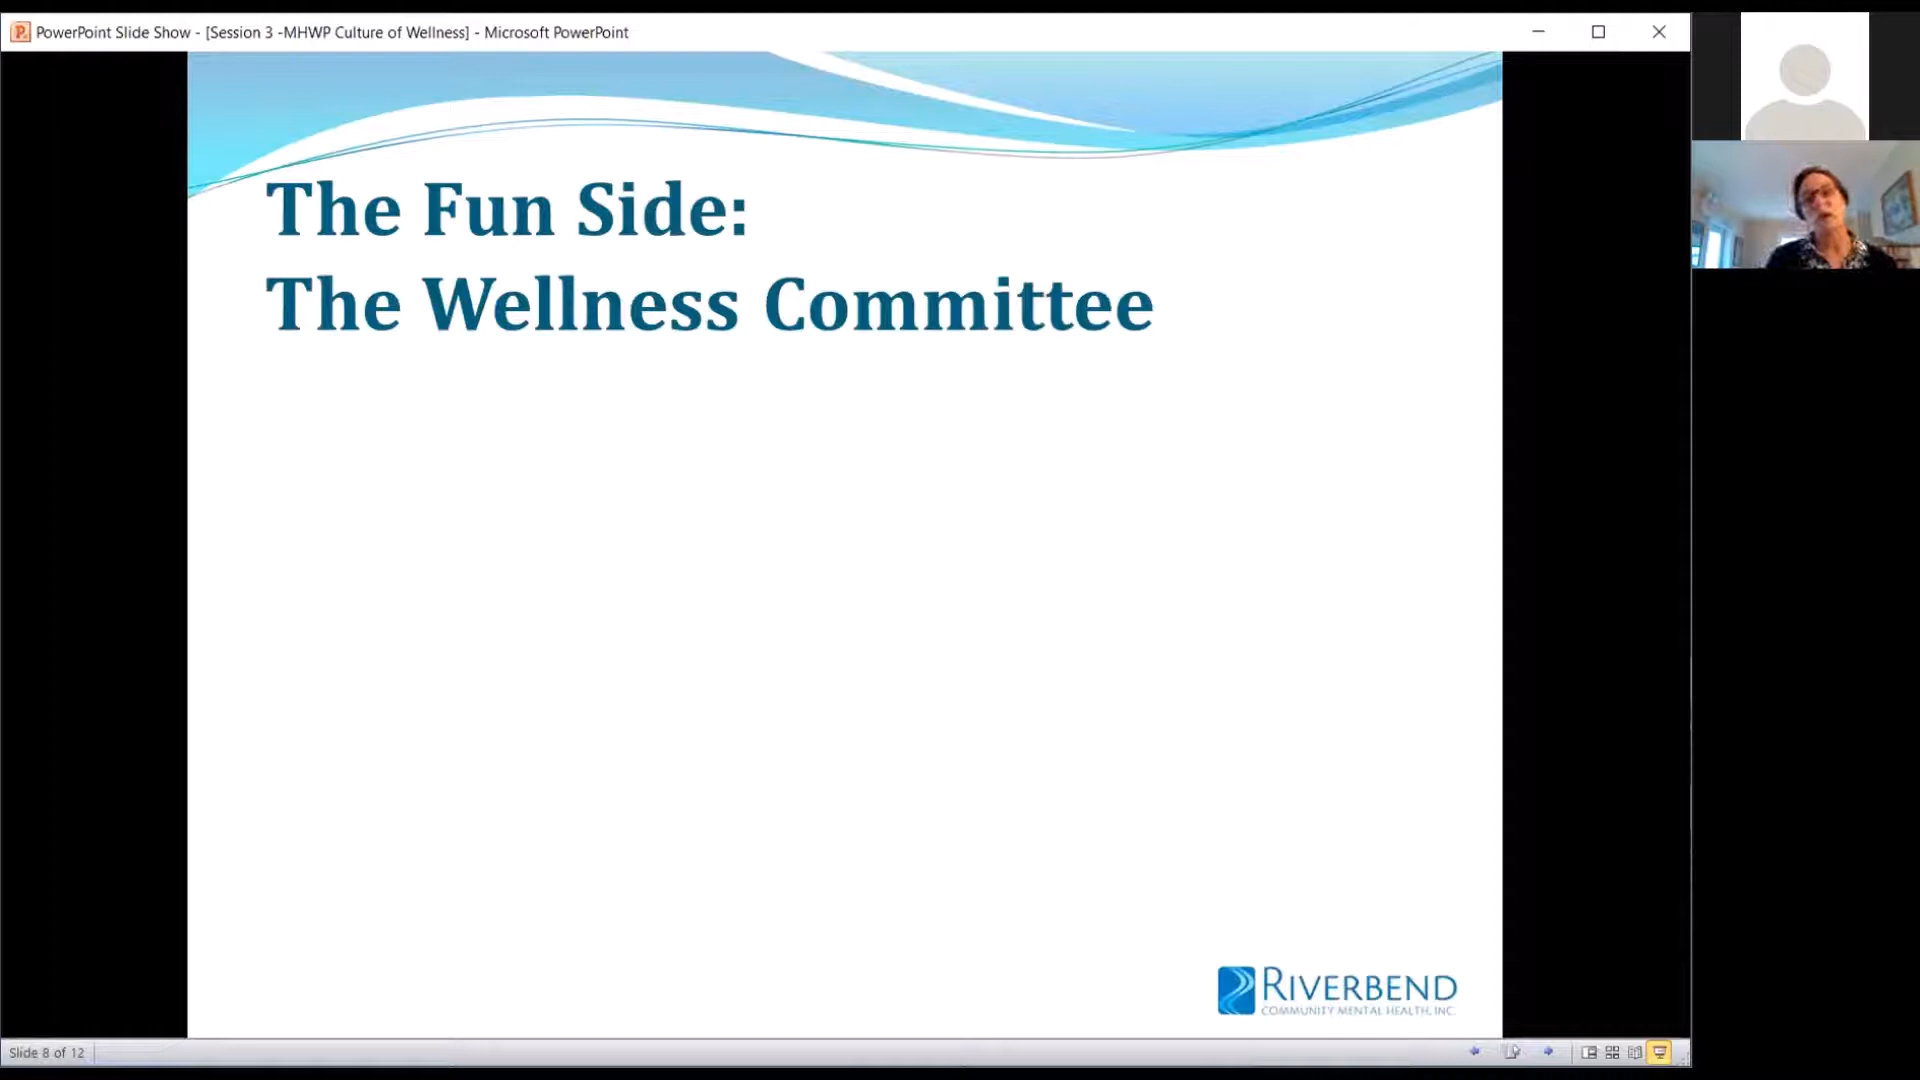 PowerPoint Slide Show - [Session 3 -MHWP Culture of Wellness] - Microsoft PowerPoint
The Fun Side:
The Wellness Committee
RIVERBEND
COMMUNITY MENTAL HEALTH, INC.
Slide 8 of 12